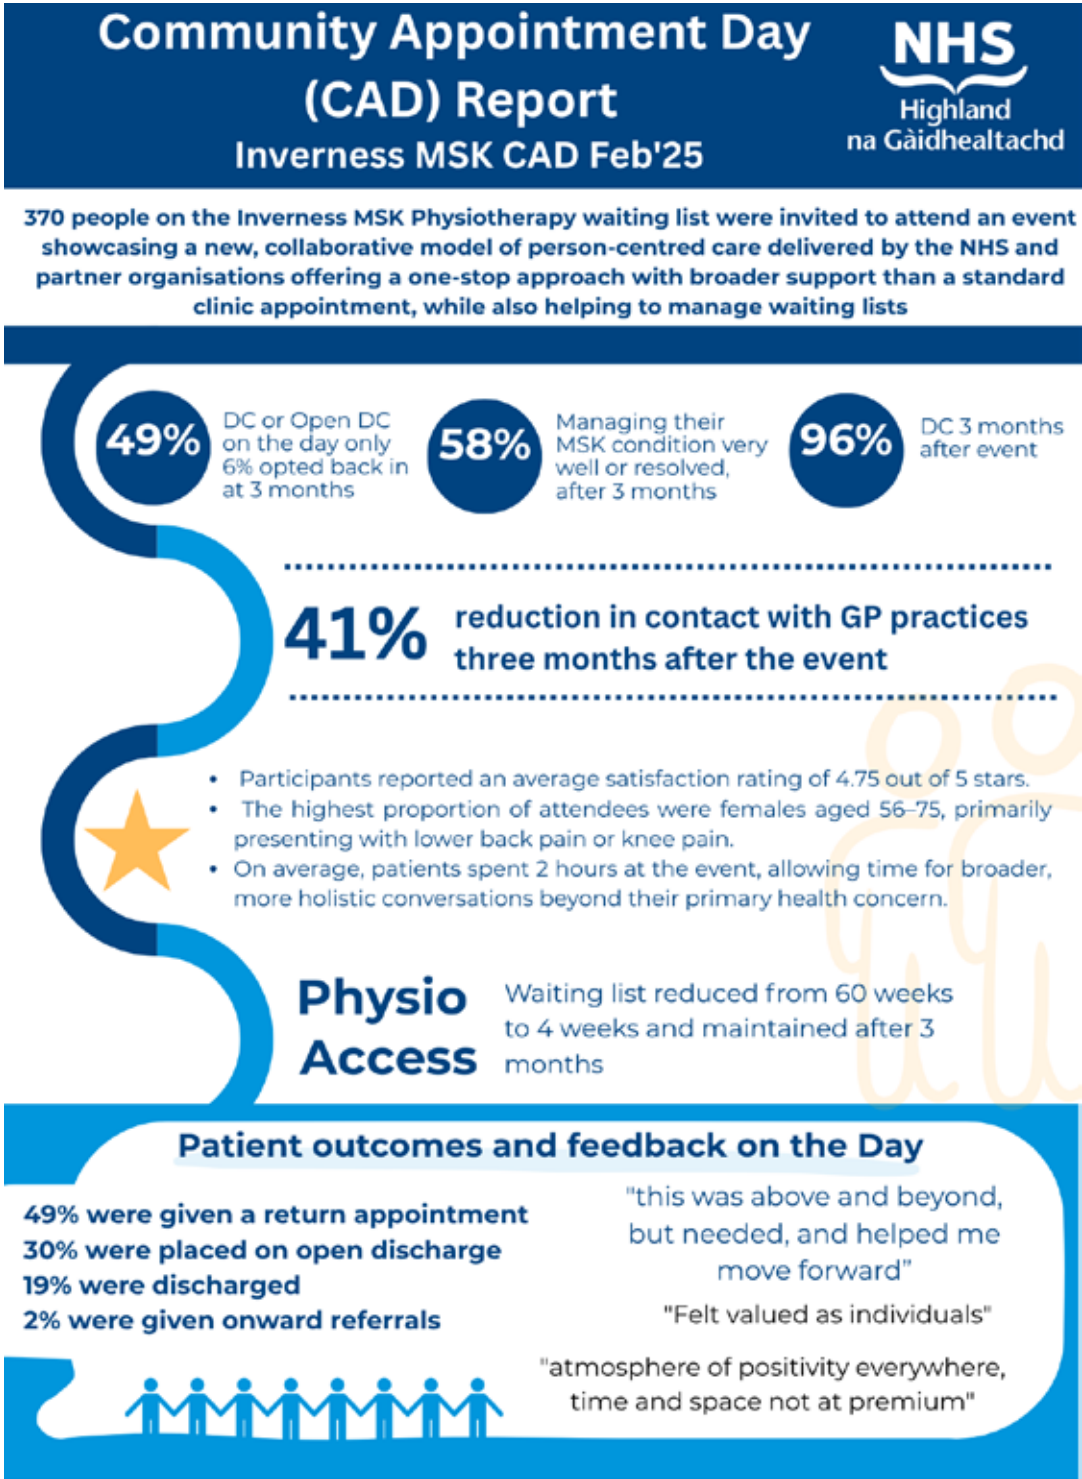 Community Appointment Day
(CAD) Report
Inverness MSK CAD Feb'25
NHS
Highland
na Gàidhealtachd
370 people on the Inverness MSK Physiotherapy waiting list were invited to attend an event
showcasing a new, collaborative model of person-centred care delivered by the NHS and
partner organisations offering a one-stop approach with broader support than a standard
clinic appointment, while also helping to manage waiting lists
49%
DC or Open DC
on the day only
6% opted back in
at 3 months
58%
Managing their
MSK condition very
well or resolved,
after 3 months
96%
DC 3 months
after event
41%
reduction in contact with GP practices
three months after the event
• Participants reported an average satisfaction rating of 4.75 out of 5 stars.
• The highest proportion of attendees were females aged 56–75, primarily
presenting with lower back pain or knee pain.
• On average, patients spent 2 hours at the event, allowing time for broader,
more holistic conversations beyond their primary health concern.
Physio
Access
Waiting list reduced from 60 weeks
to 4 weeks and maintained after 3
months
Patient outcomes and feedback on the Day
49% were given a return appointment
30% were placed on open discharge
19% were discharged
2% were given onward referrals
"this was above and beyond,
but needed, and helped me
move forward”
"Felt valued as individuals"
"atmosphere of positivity everywhere,
time and space not at premium"